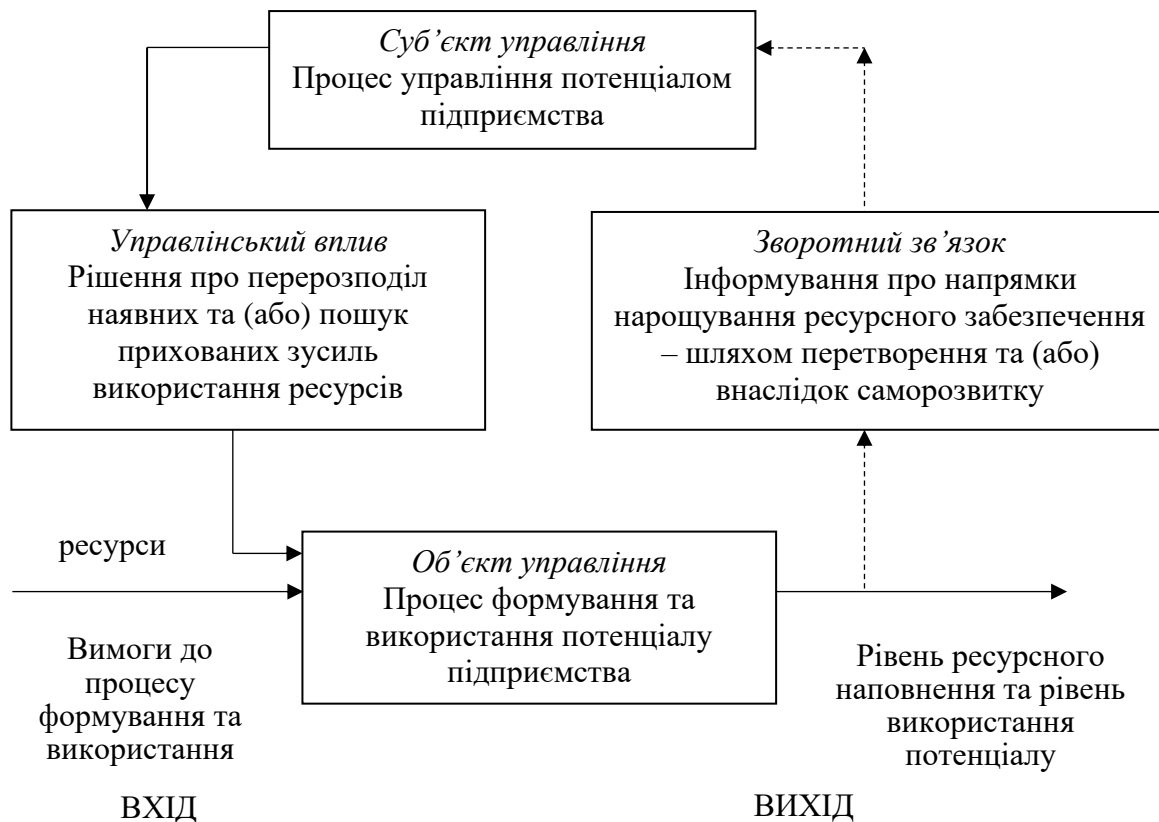 Суб’єкт управління
Процес управління потенціалом
підприємства
Управлінський вплив
Рішення про перерозподіл
наявних та (або) пошук
прихованих зусиль
використання ресурсів
Зворотний зв’язок
Інформування про напрямки
нарощування ресурсного забезпечення
– шляхом перетворення та (або)
внаслідок саморозвитку
ресурси
Об’єкт управління
Процес формування та
використання потенціалу
підприємства
Вимоги до
процесу
формування та
використання
Рівень ресурсного
наповнення та рівень
використання
потенціалу
ВХІД
ВИХІД